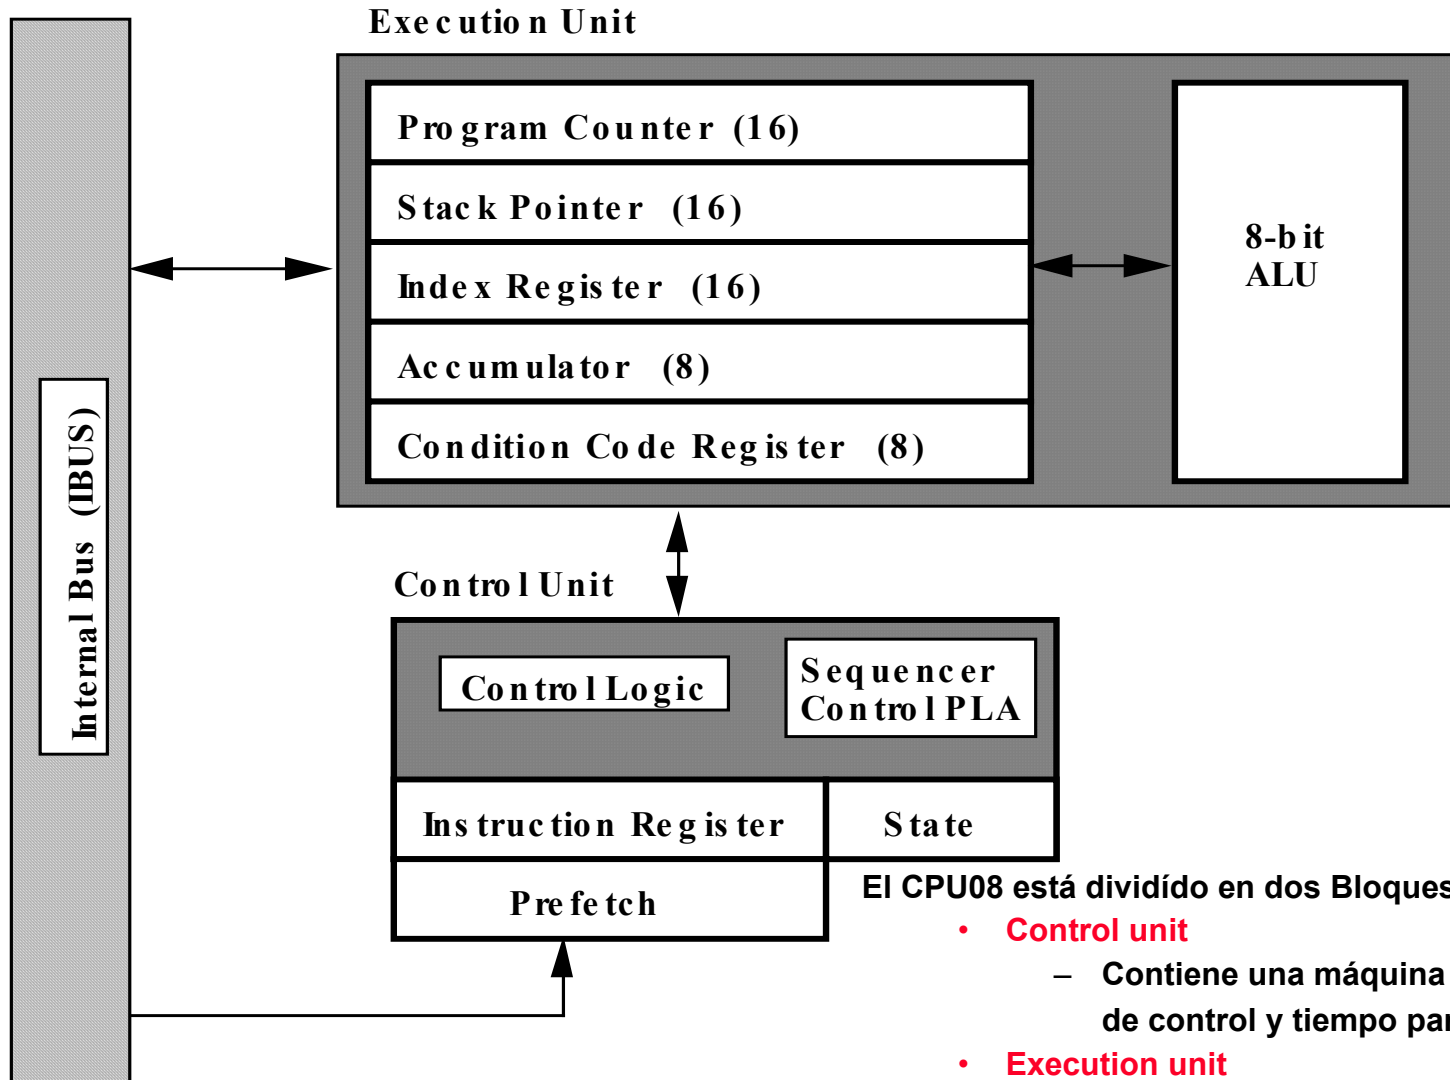 Execution Unit
Program Counter (16)
Stack Pointer (16)
Index Register (16)
Accumulator (8)
Condition Code Register (8)
8-bit
ALU
Internal Bus (IBUS)
Control Unit
Control Logic
Sequencer
Control PLA
Instruction Register
State
Prefetch
El CPU08 está dividído en dos Bloques
• Control unit
– Contiene una máquina
de control y tiempo par
• Execution unit